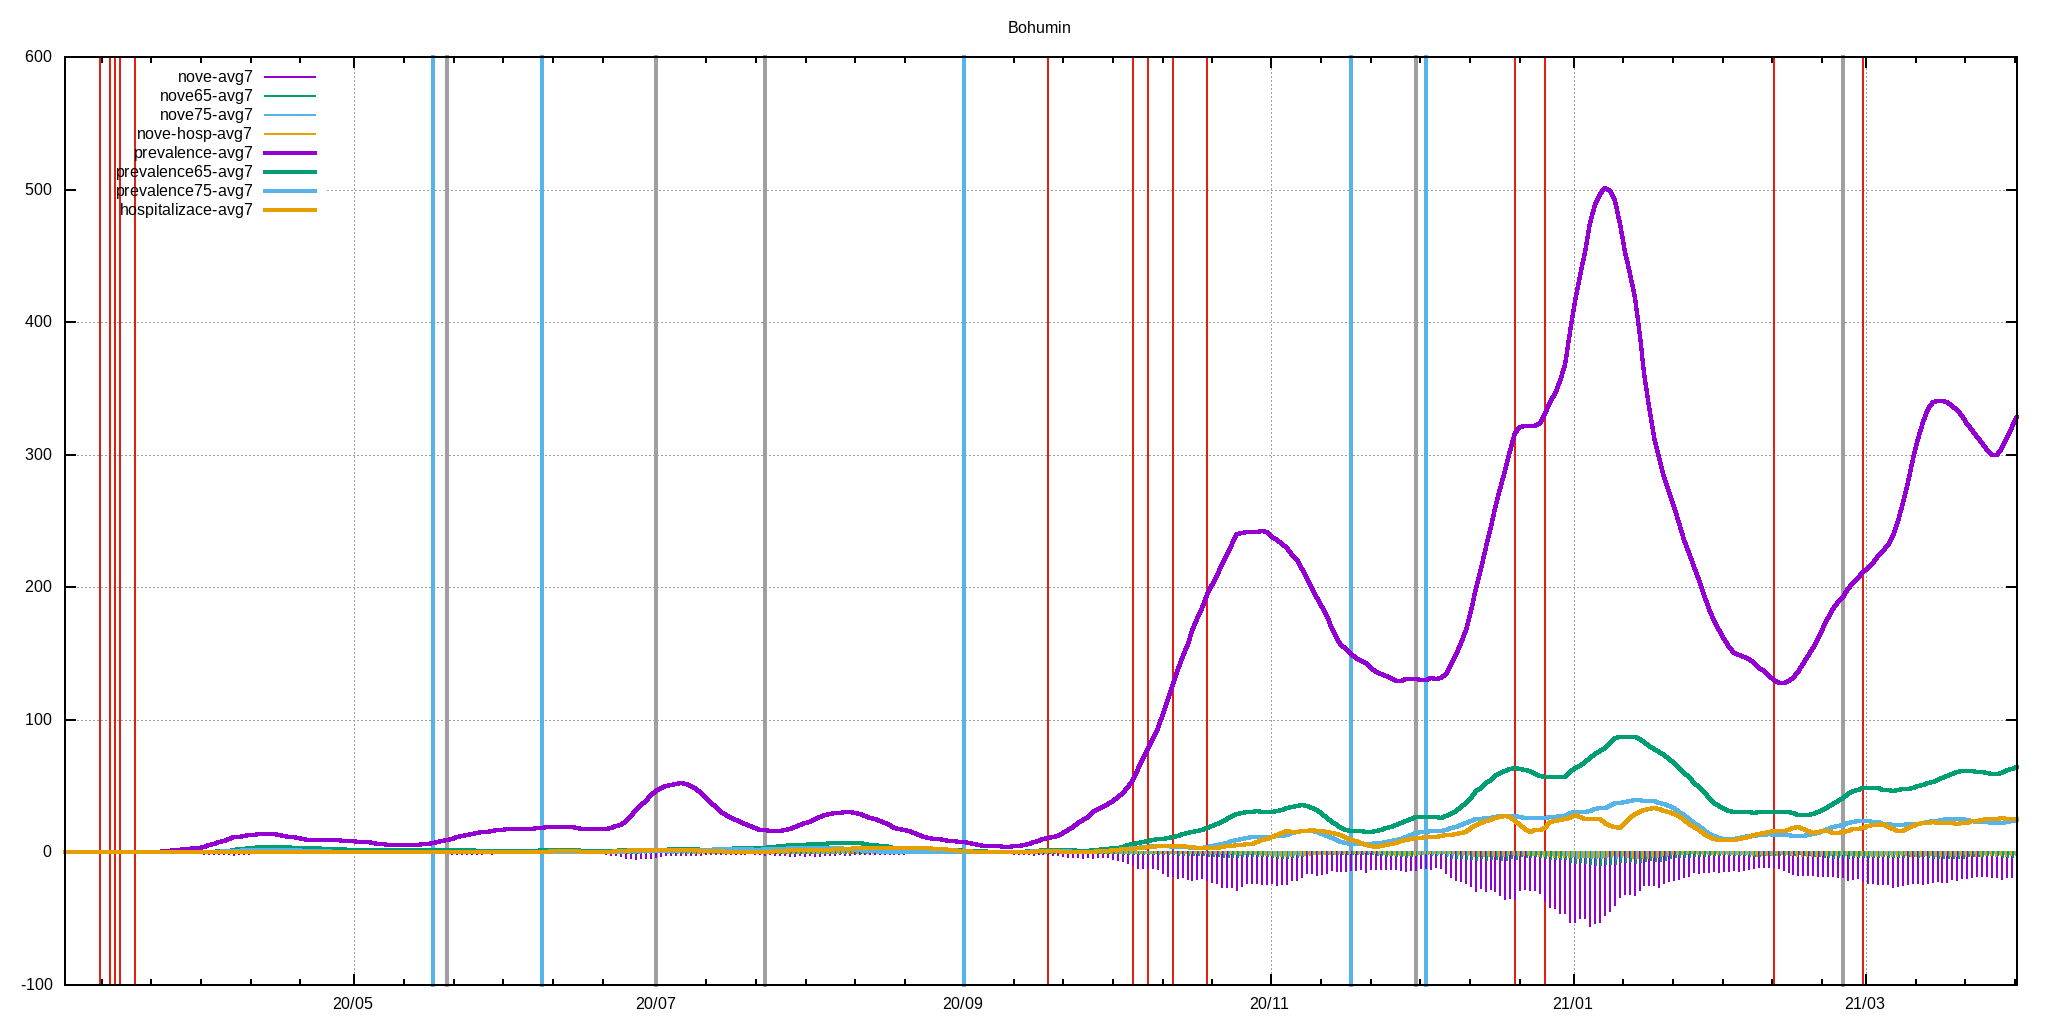 Bohumin
600
500
400
300
200
100
0
-100
nove-avg7
nove65-avg7
nove75-avg7
nove-hosp-avg7
prevalence-avg7
prevalence65-avg7
prevalence75-avg7
hospitalizace-avg7
20/05 20/07 20/09 20/11 21/01 21/03